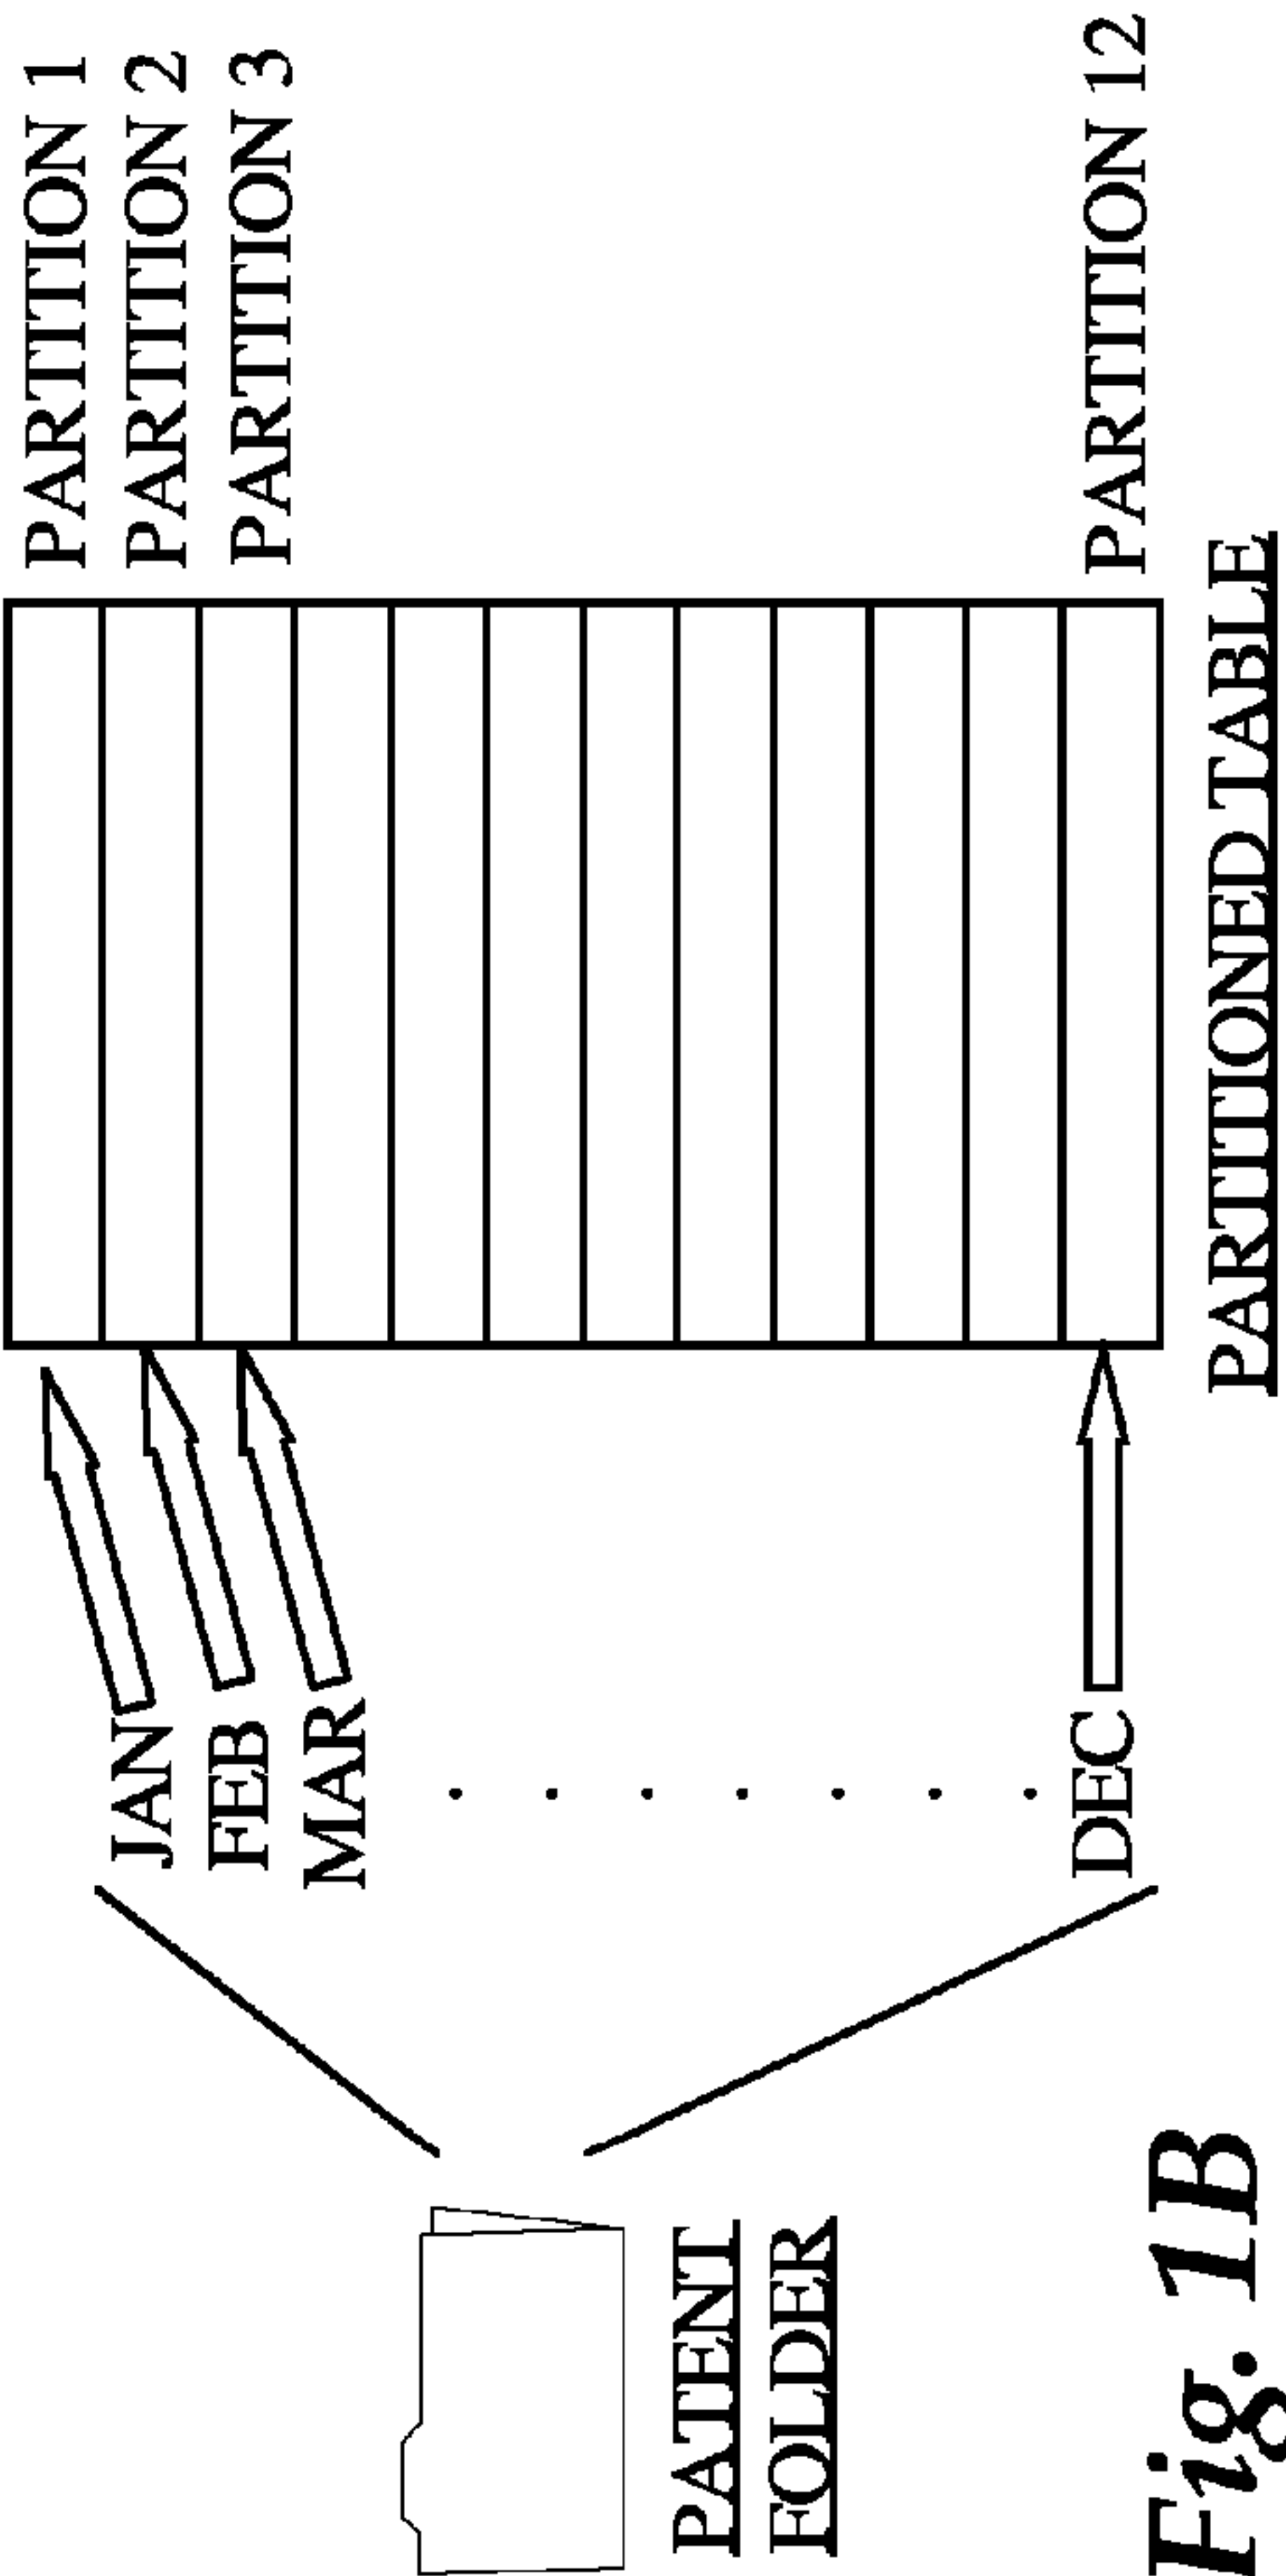 JAN
FEB
MAR
.
.
.
.
.
.
.
DEC
PARTITION 1
PARTITION 2
PARTITION 3
PARTITION 12
PATENT
FOLDER
PARTITIONED TABLE
Fig. 1B